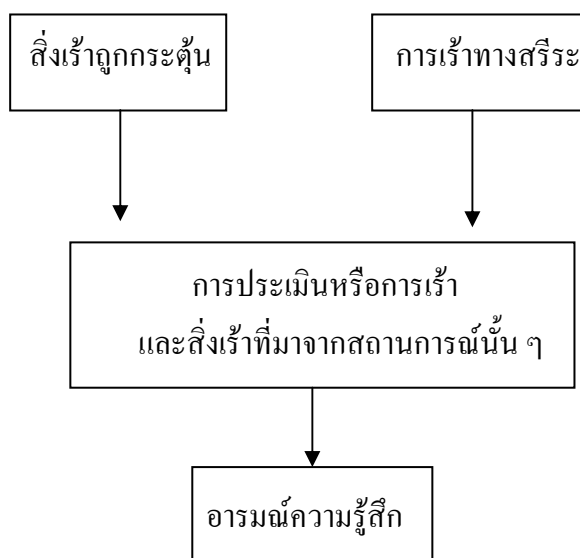 สิ่งเร้าถูกกระตุ้น
การเร้าทางสรีระ
การประเมินหรือการเร้า
และสิ่งเร้าที่มาจากสถานการณ์นั้น ๆ
อารมณ์ความรู้สึก